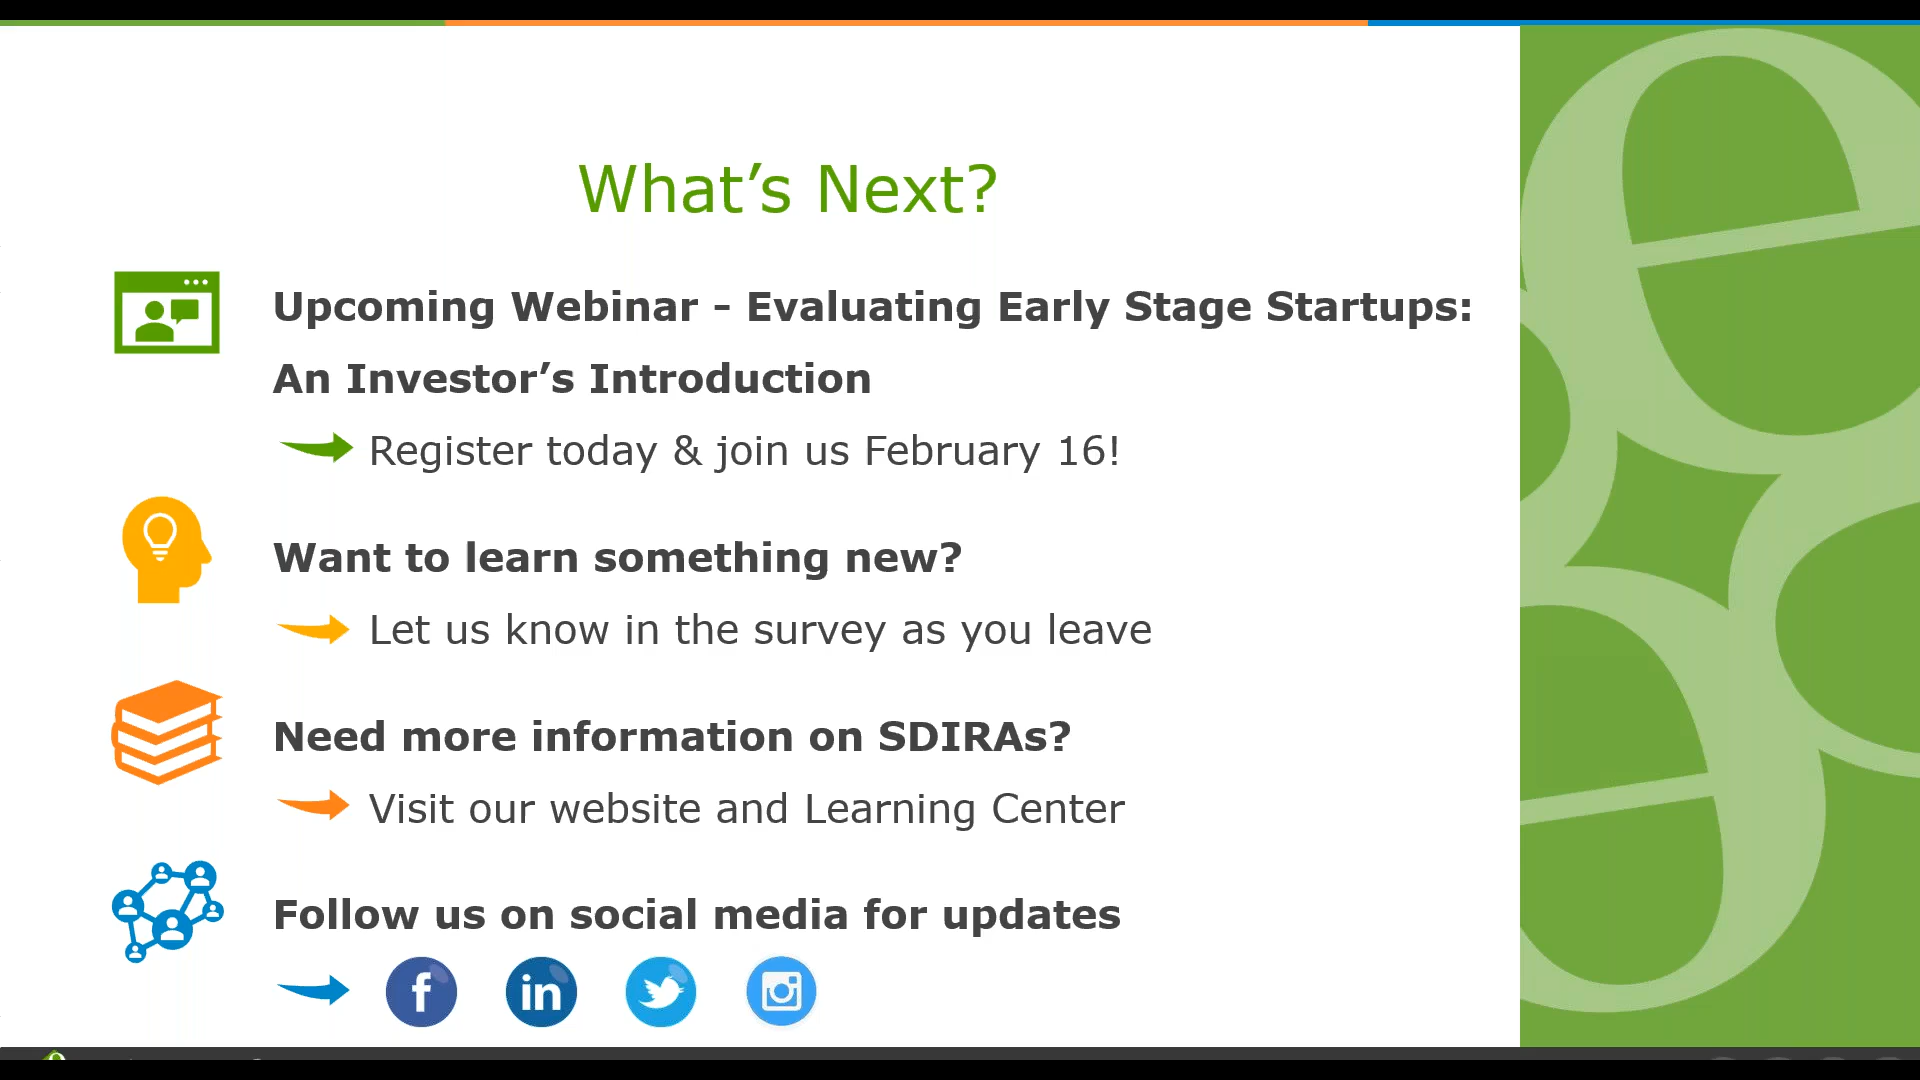 What’s Next?
Upcoming Webinar - Evaluating Early Stage Startups:
An Investor’s Introduction
Register today & join us February 16!
Want to learn something new?
Let us know in the survey as you leave
Need more information on SDIRAs?
Visit our website and Learning Center
Follow us on social media for updates